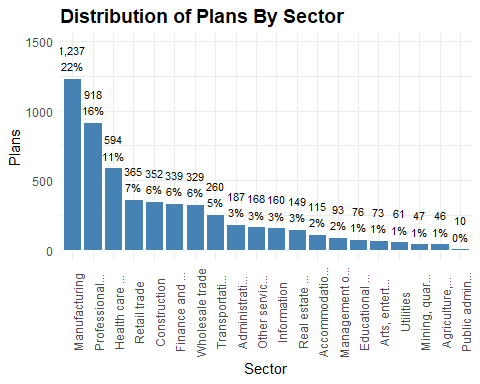 Distribution of Plans By Sector
Plans
1500
1000
500
0
1,237
22%
918
16%
594
11%
365
7%
352
6%
339
6%
329
6%
260
5%
187
3%
168
3%
160
3%
149
3%
115
2%
93
2%
76
1%
73
1%
61
1%
47
1%
46
1%
10
0%
Manufacturing
Professional...
Health care ...
Retail trade
Construction
Finance and ...
Wholesale trade
Transportati...
Administrati...
Other servic...
Information
Real estate ...
Accommodatio...
Management o...
Educational ...
Arts, entert...
Utilities
Mining, quar...
Agriculture,...
Public admin...
Sector